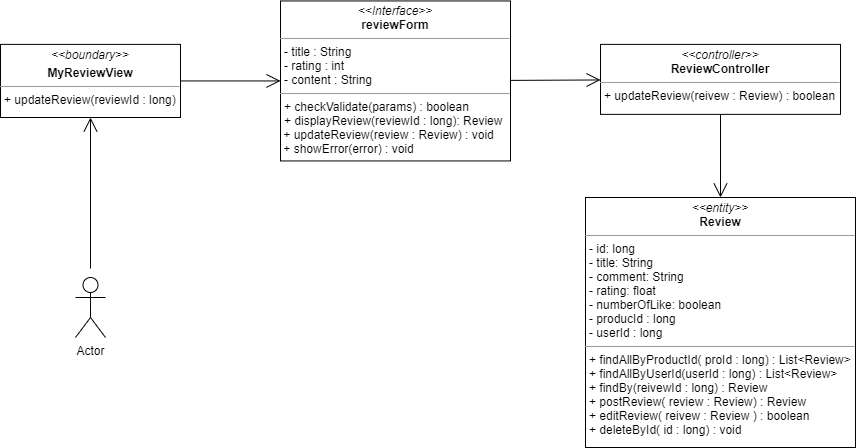 <<boundary>>
MyReviewView
+ updateReview(reviewId : long)
<<Interface>>
reviewForm
- title : String
- rating : int
- content : String
+ checkValidate(params) : boolean
+ displayReview(reviewId : long): Review
+ updateReview(review : Review) : void
+ showError(error) : void
<<controller>>
ReviewController
+ updateReview(reivew : Review) : boolean
<<entity>>
Review
- id: long
- title: String
- comment: String
- rating: float
- numberOfLike: boolean
- producId : long
- userId : long
+ findAllByProductId( proId : long) : List<Review>
+ findAllByUserId(userId : long) : List<Review>
+ findBy(reivewId : long) : Review
+ postReview( review : Review) : Review
+ editReview( reivew : Review ) : boolean
+ deleteById( id : long) : void
Actor